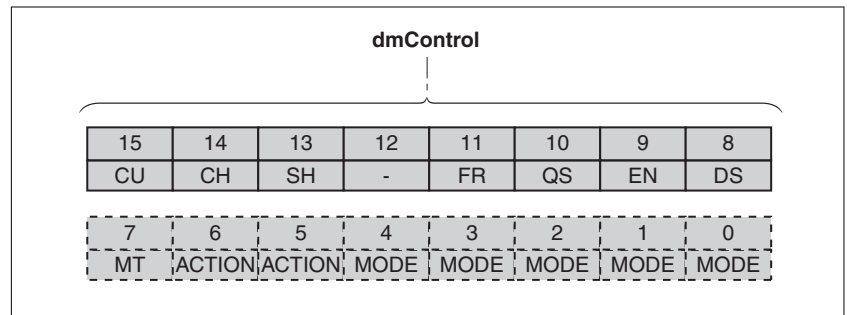 dmControl
15 14 13 12 11 10 9 8
CU CH SH - FR QS EN DS
7 6 5 4 3 2 1 0
MT ACTION ACTION MODE MODE MODE MODE MODE